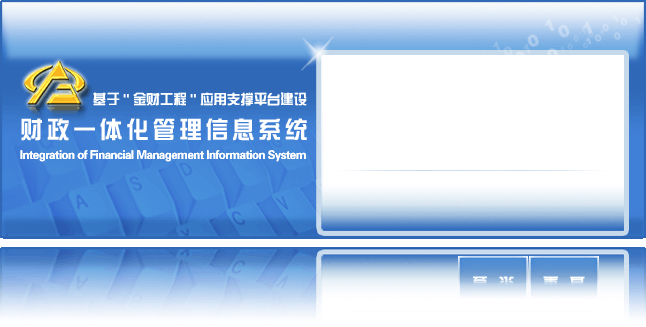 基于"金财工程"应用支撑平台建设
财政一体化管理信息系统
Integration of Financial Management Information System